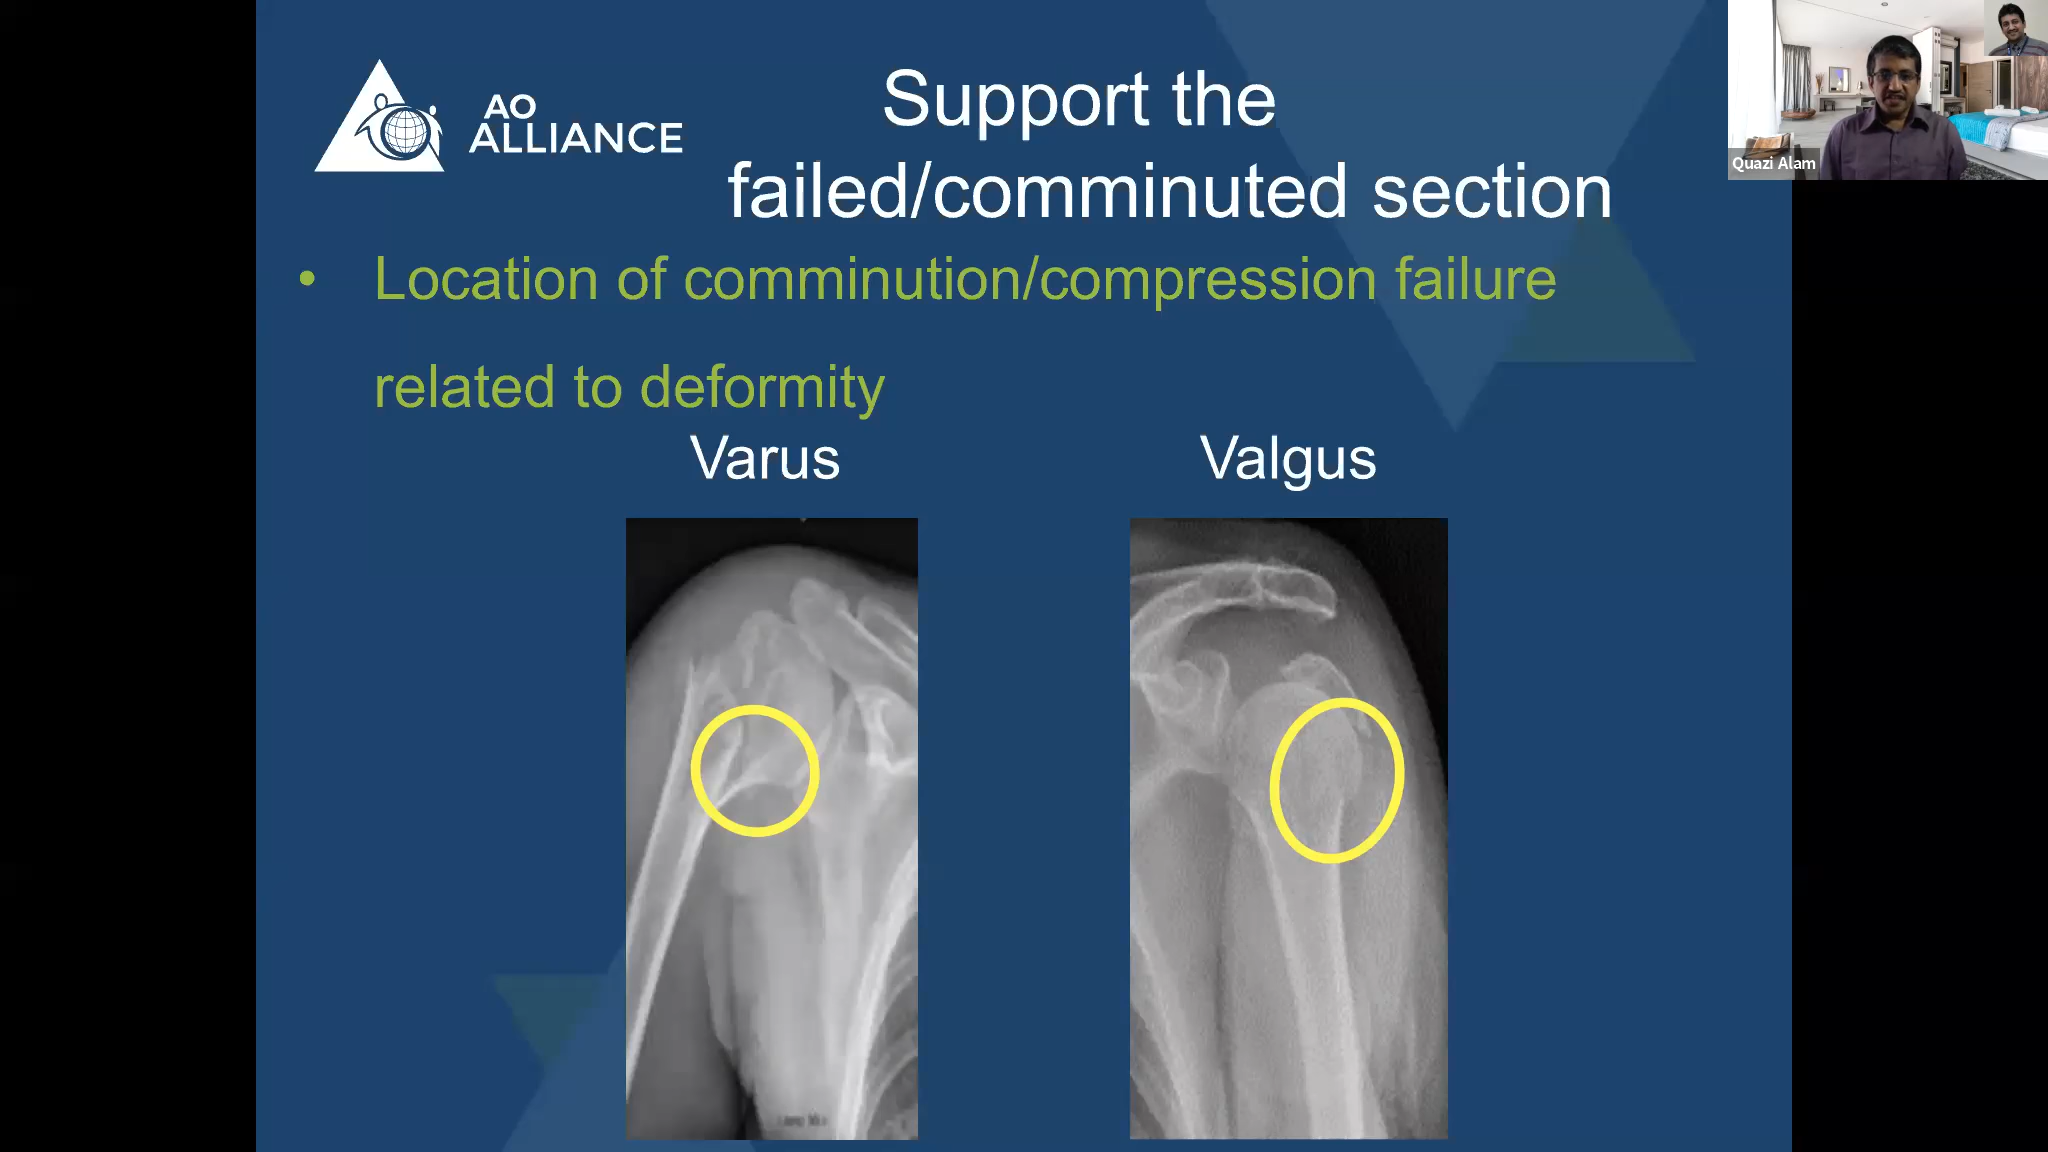 AO
ALLIANCE
Support the
failed/comminuted section
• Location of comminution/compression failure
related to deformity
Varus
Valgus
Quazi Alam